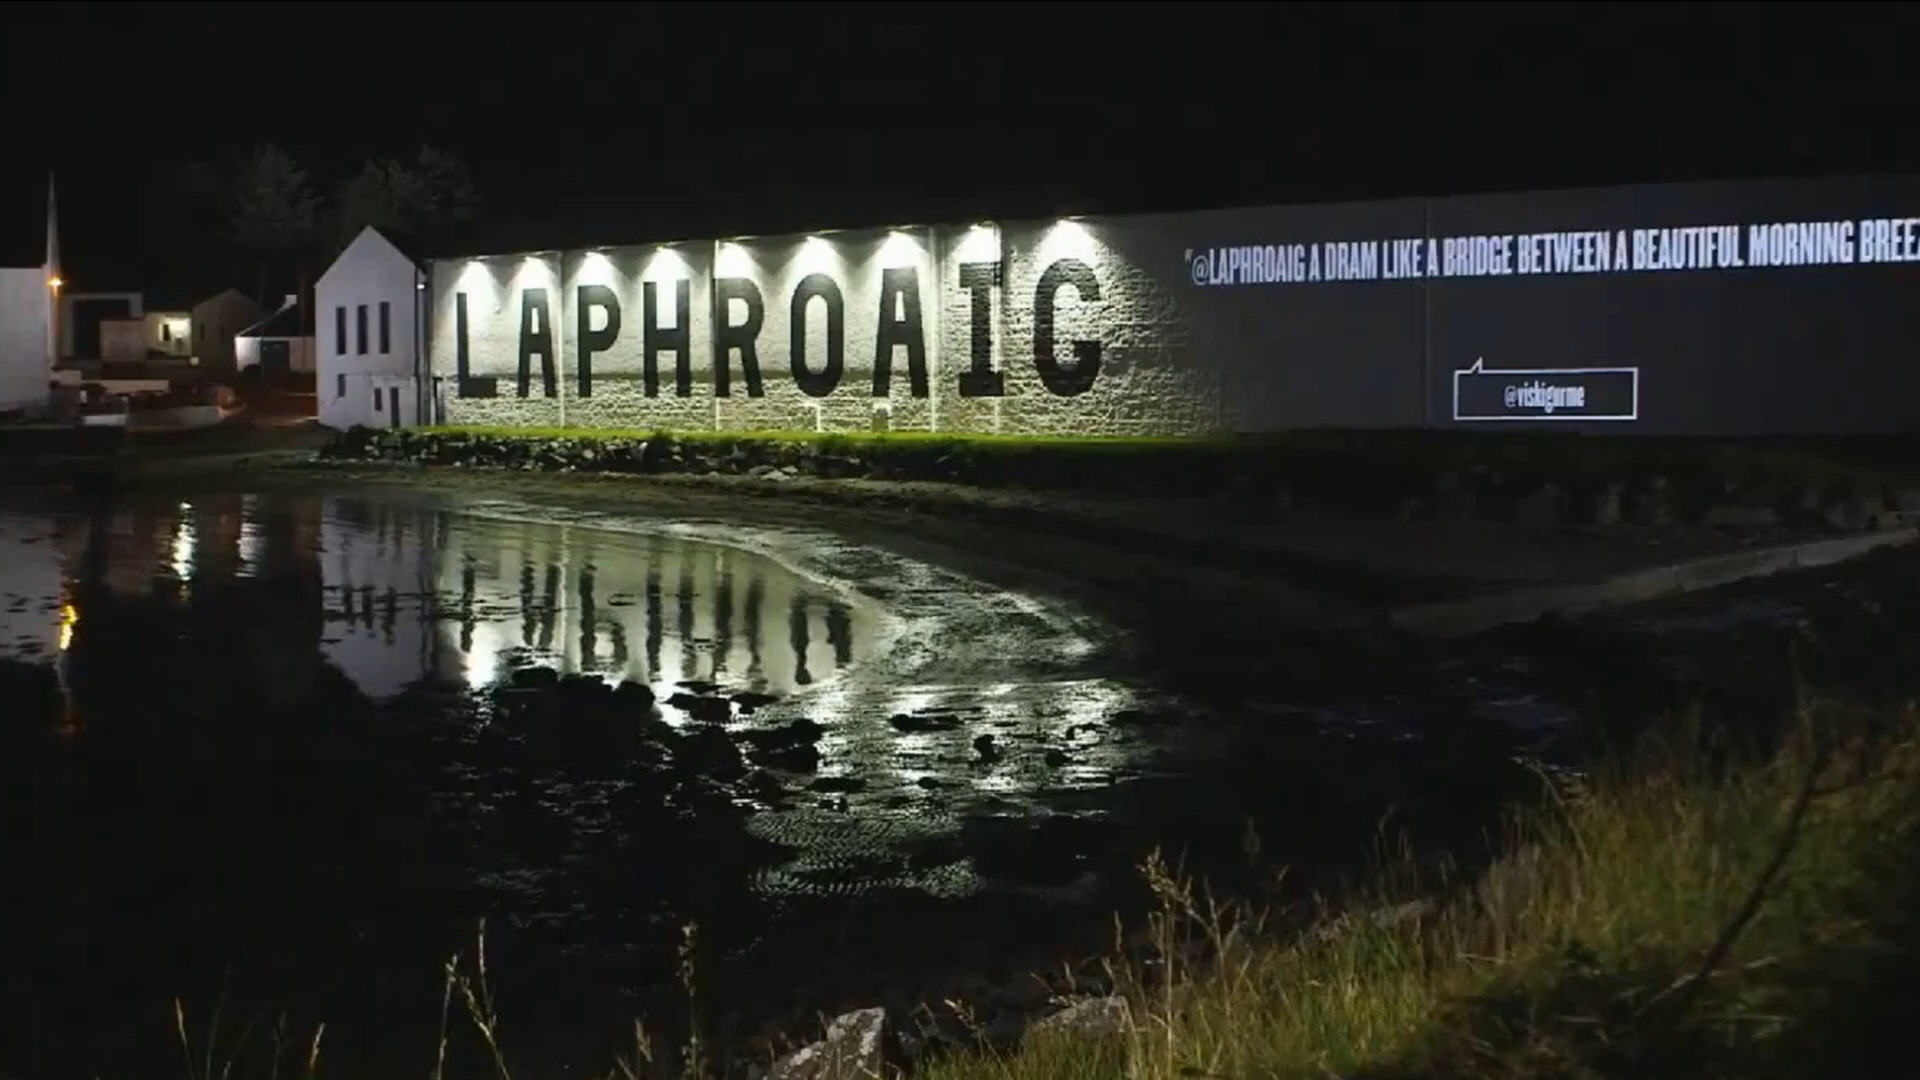 LAPHROAIG
"@LAPHROAIG A DRAM LIKE A BRIDGE BETWEEN A BEAUTIFUL MORNING
@viskigurme